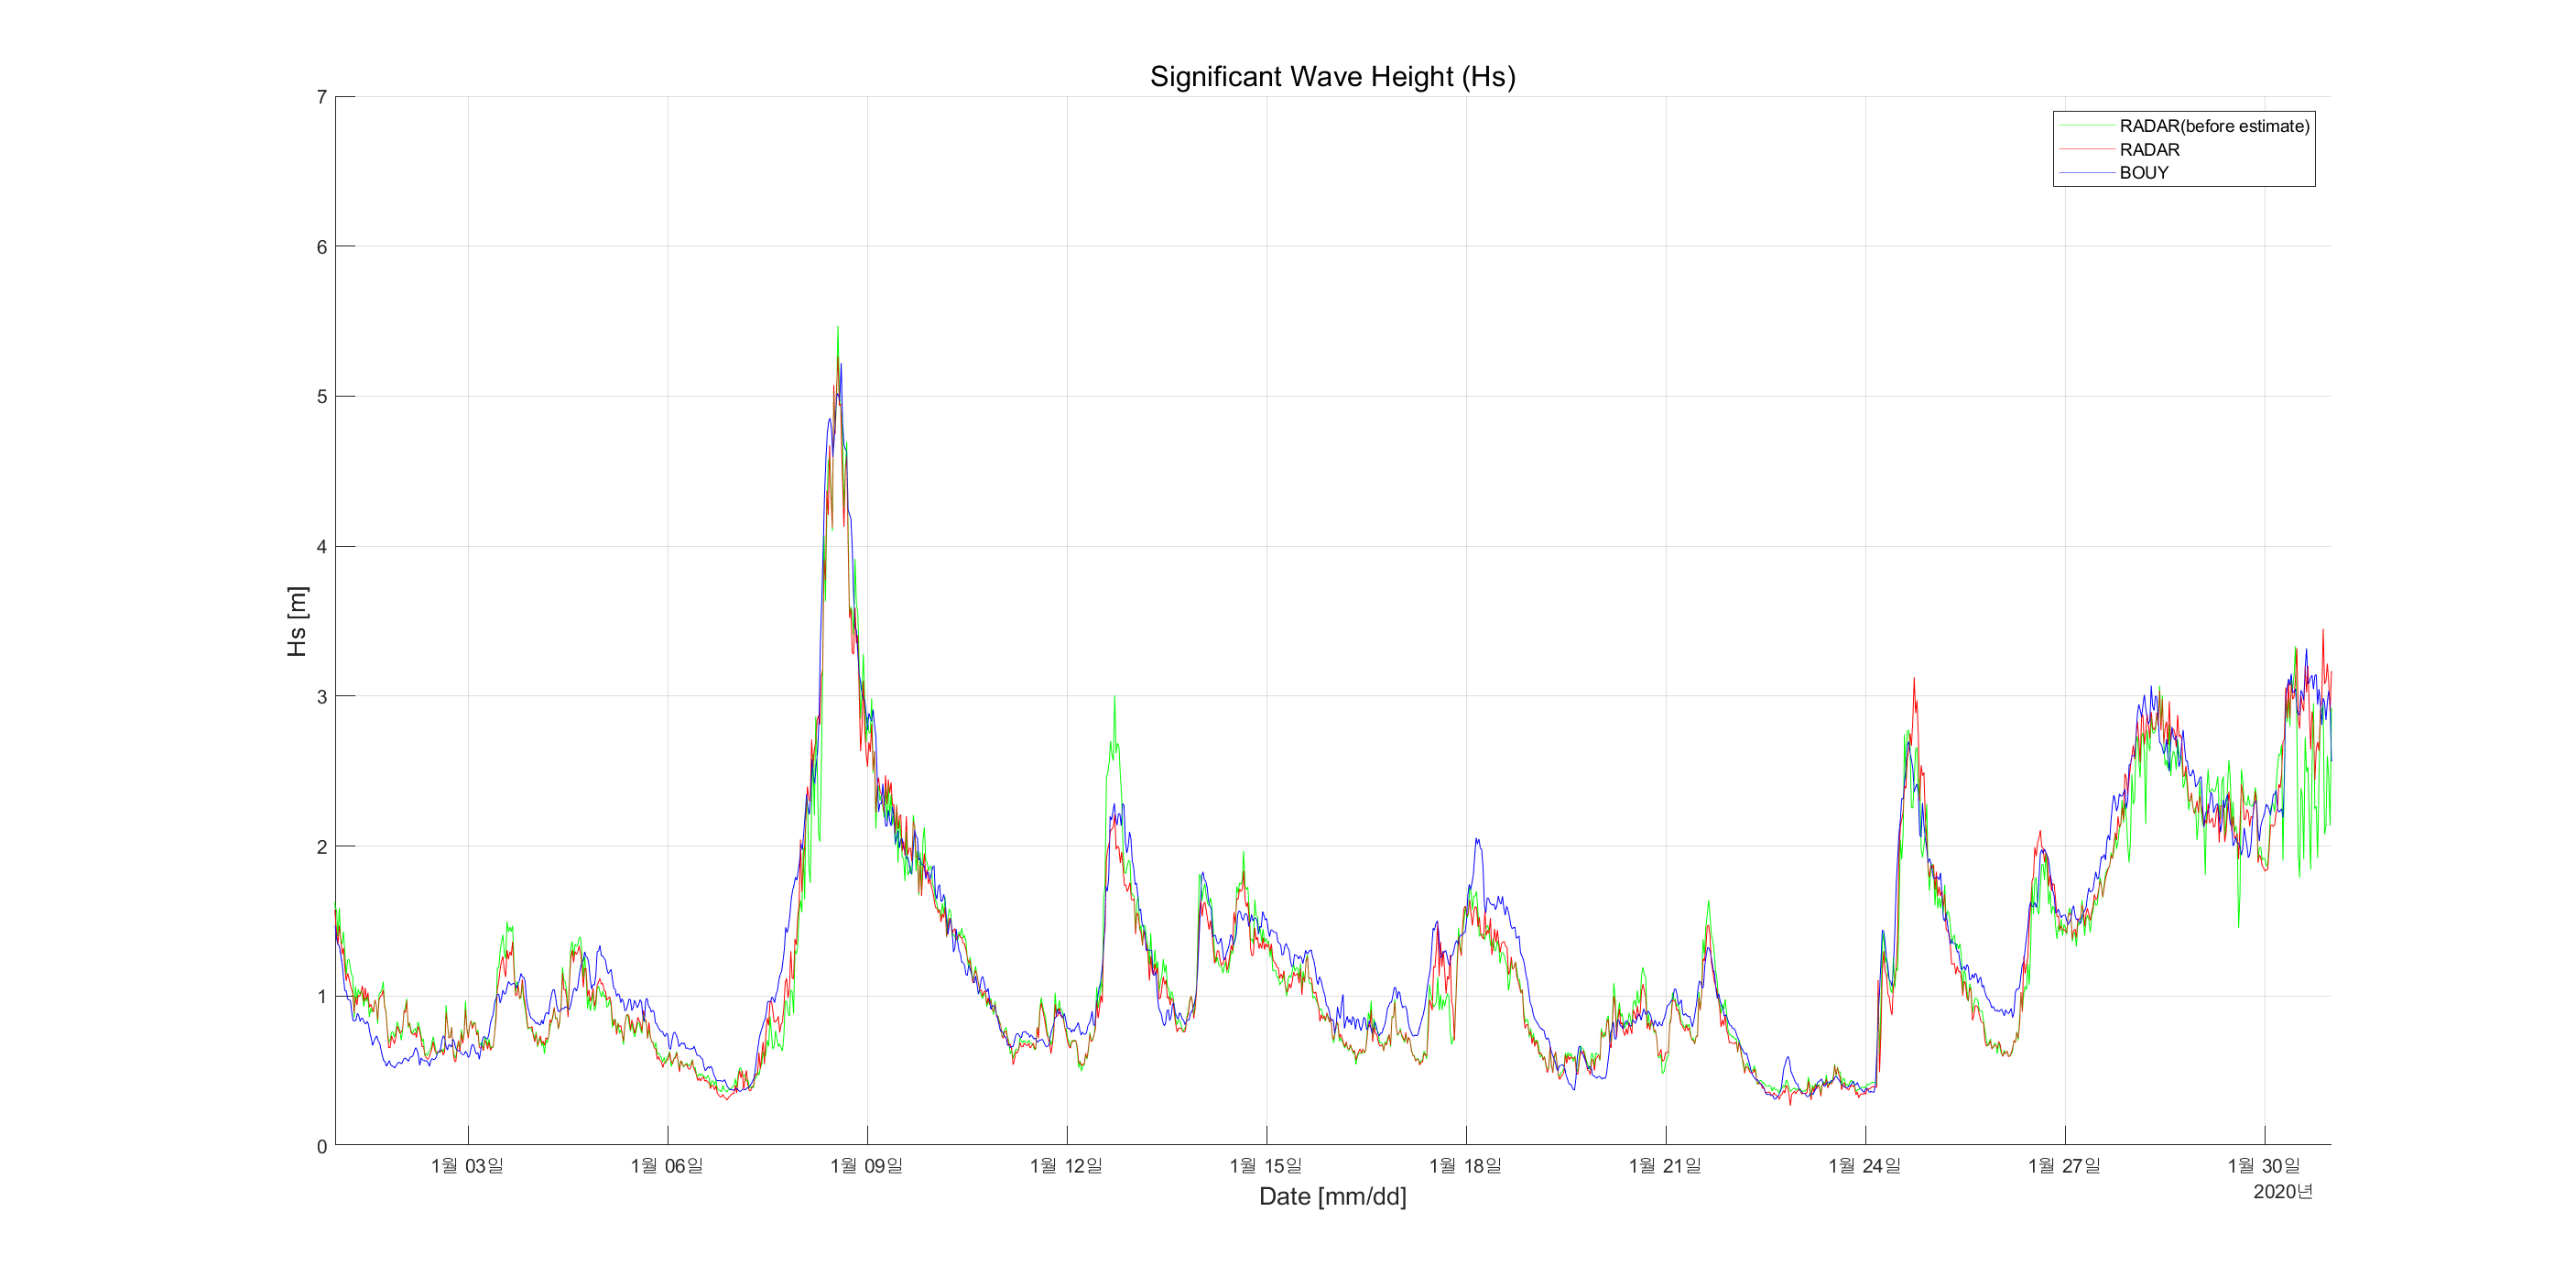 Significant Wave Height (Hs)
RADAR(before estimate)
RADAR
BOUY
7
6
5
4
3
2
1
0
Hs [m]
1월 03일 1월 06일 1월 09일 1월 12일 1월 15일 1월 18일 1월 21일 1월 24일 1월 27일 1월 30일
2020년
Date [mm/dd]